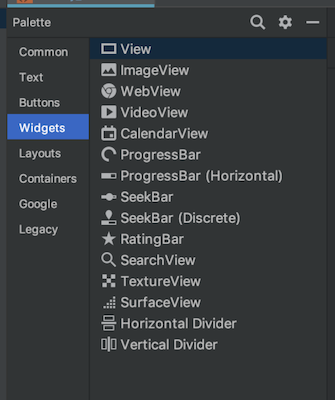 Palette
Common
Text
Buttons
Widgets
Layouts
Containers
Google
Legacy
View
ImageView
WebView
VideoView
CalendarView
ProgressBar
ProgressBar (Horizontal)
SeekBar
SeekBar (Discrete)
RatingBar
SearchView
TextureView
SurfaceView
Horizontal Divider
Vertical Divider